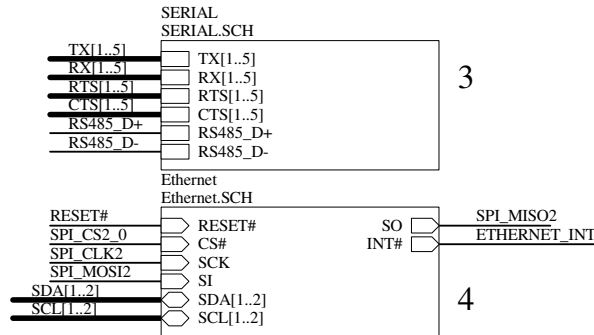 SERIAL
SERIAL.SCH
TX[1..5] TX[1..5]
RX[1..5] RX[1..5]
RTS[1..5] RTS[1..5]
CTS[1..5] CTS[1..5]
RS485_D+ RS485_D+
RS485_D- RS485_D-
3
Ethernet
Ethernet.SCH
RESET# RESET# SO SPI_MISO2
SPI_CS2_0 CS# INT# ETHERNET_INT
SPI_CLK2 SCK
SPI_MOSI2 SI
SDA[1..2] SDA[1..2]
SCL[1..2] SCL[1..2]
4